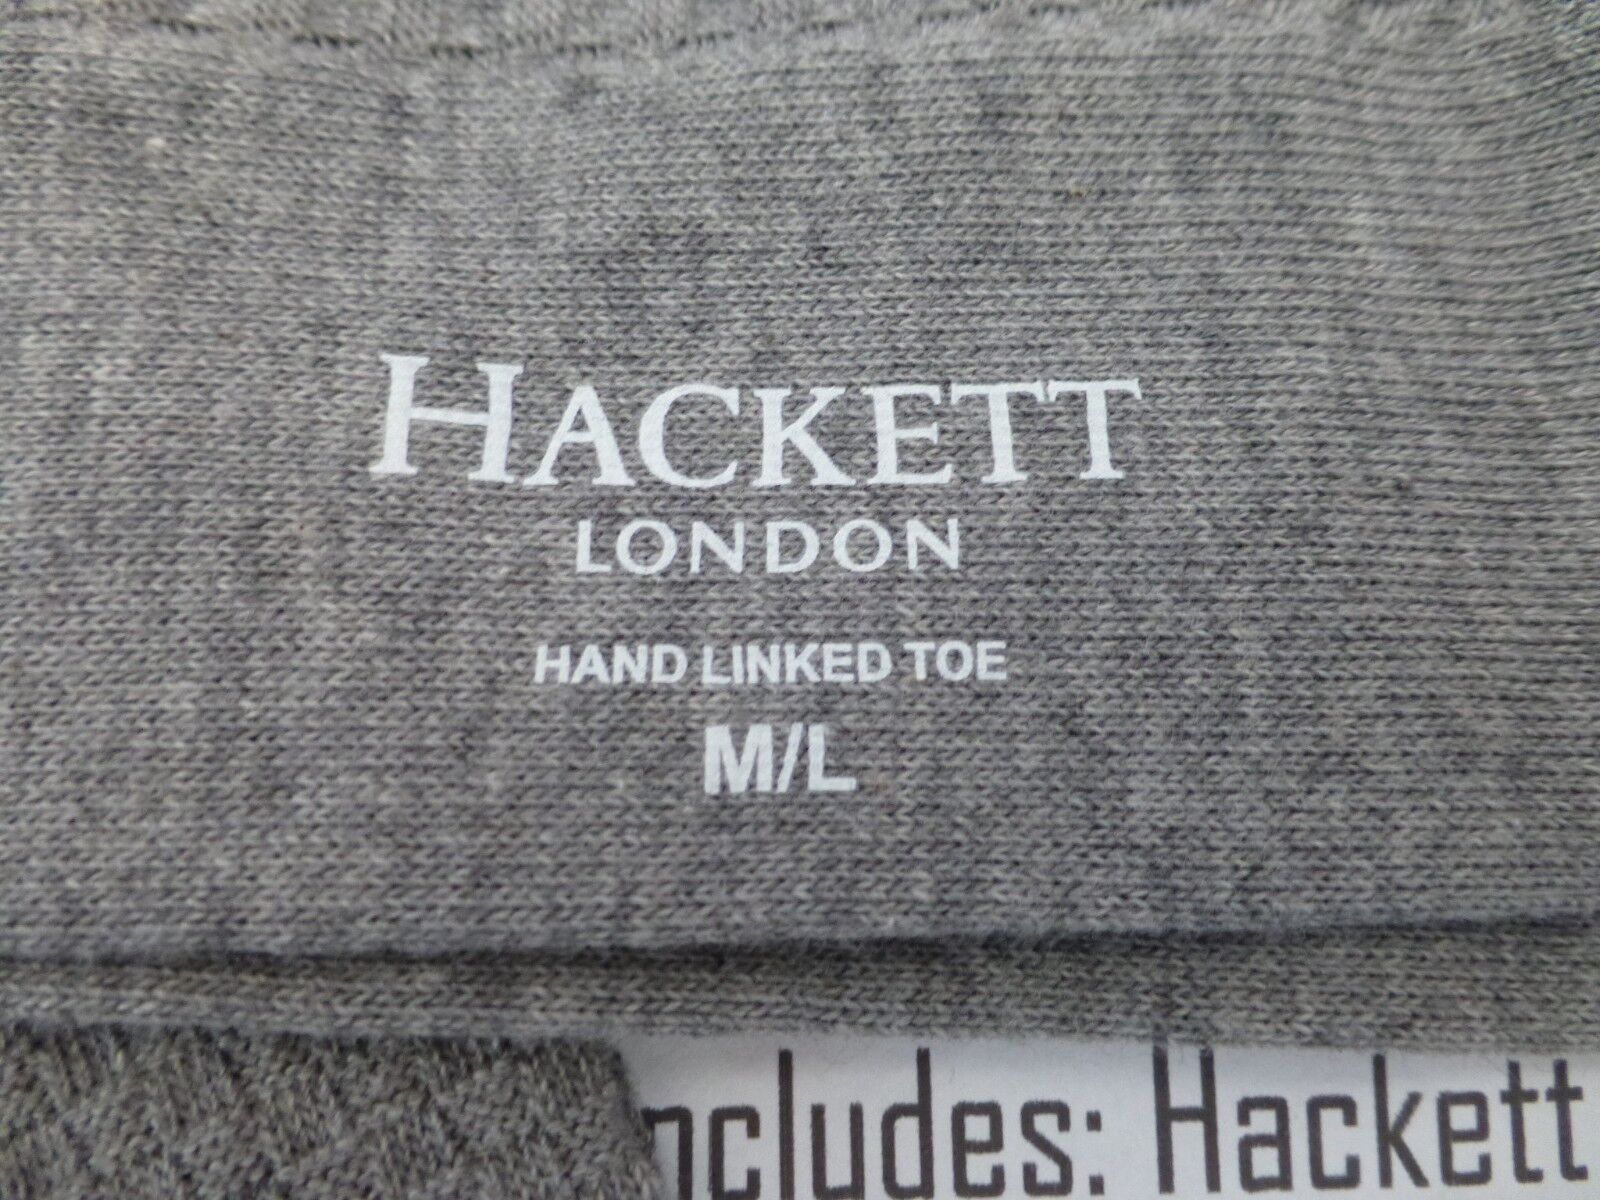 HACKETT
LONDON
HAND LINKED TOE
M/L
ncludes: Hackett